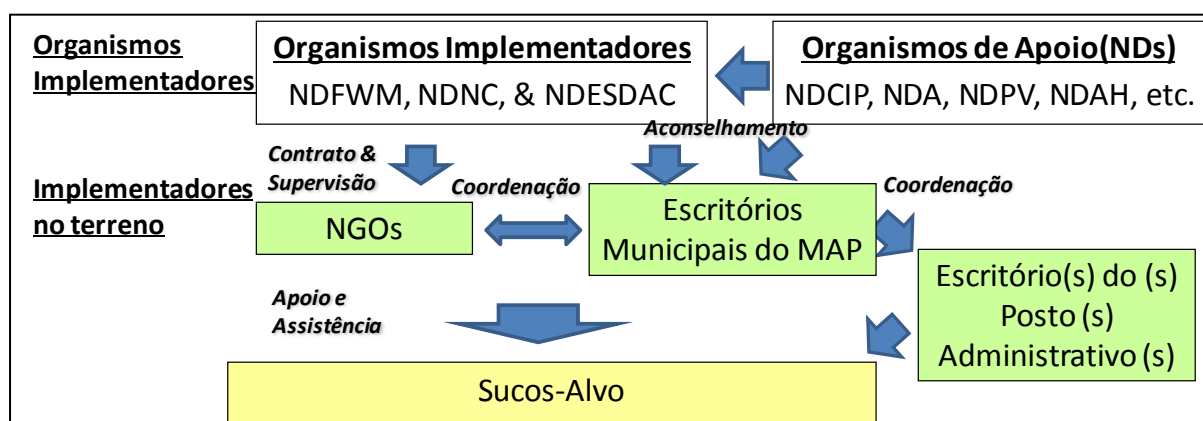 Organismos
Implementadores
Organismos Implementadores
NDFWM, NDNC, & NDESDAC
Organismos de Apoio(NDs)
NDCIP, NDA, NDPV, NDAH, etc.
Aconselhamento
Contrato &
Supervisão
Coordenação
Coordenação
Implementadores
no terreno
NGOs
Escritórios
Municipais do MAP
Escritório(s) do (s)
Posto (s)
Administrativo (s)
Apoio e
Assistência
Sucos-Alvo